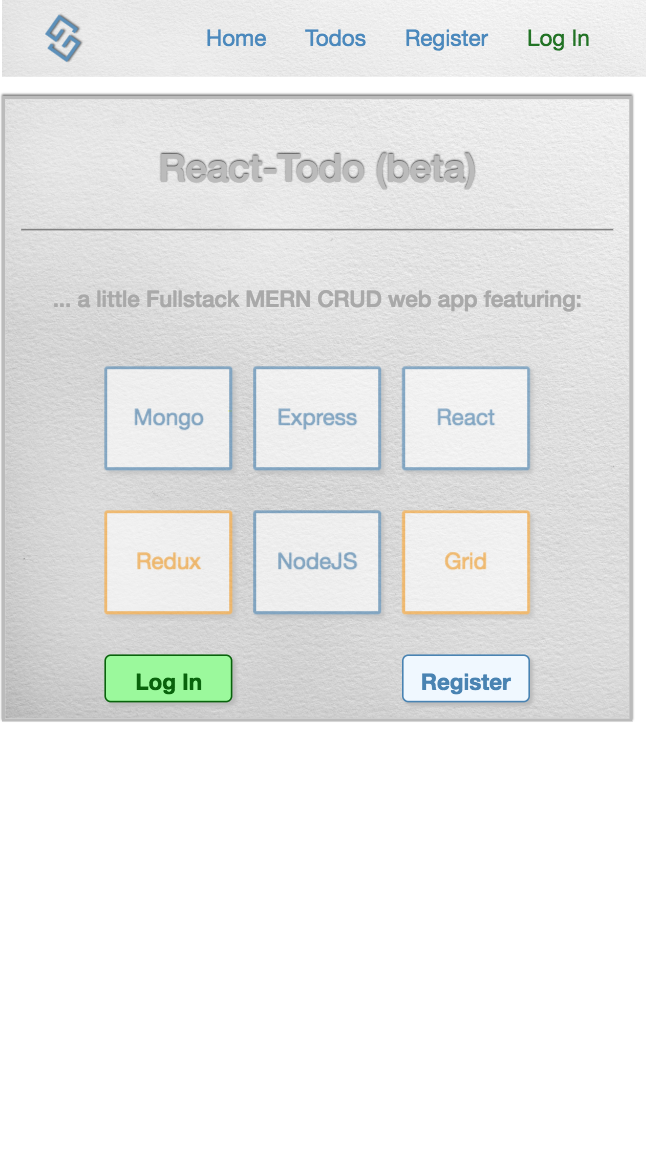 Home Todos Register Log In
React-Todo (beta)
... a little Fullstack MERN CRUD web app featuring:
Mongo Express React
Redux NodeJS Grid
Log In Register